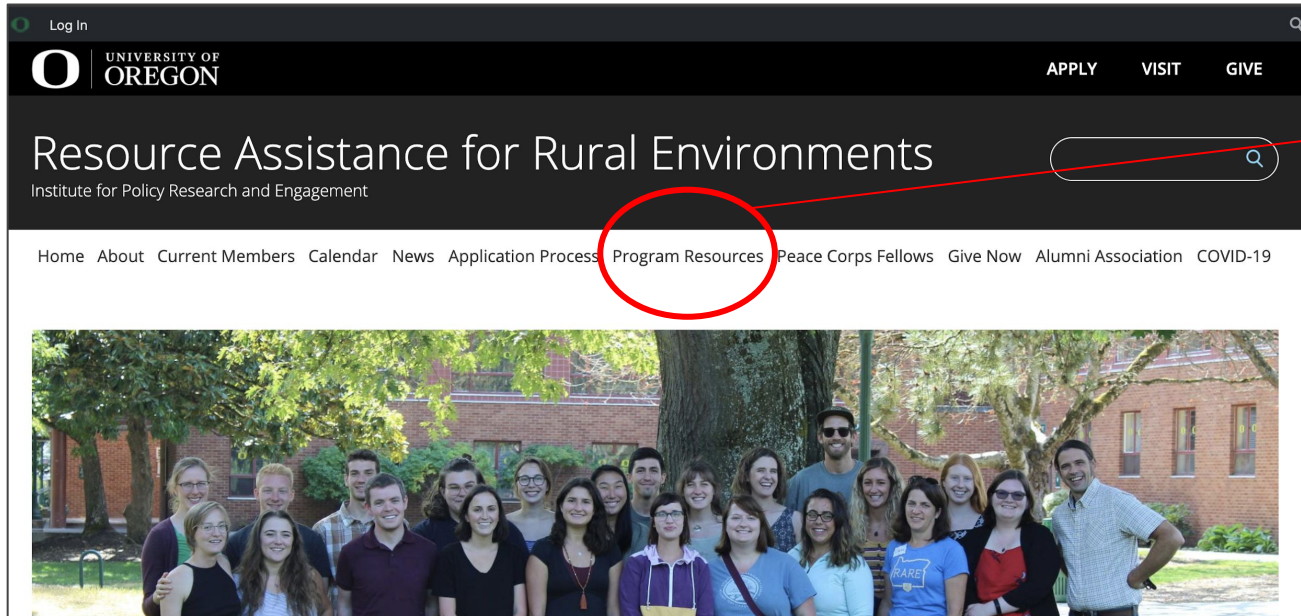 Log In
UNIVERSITY OF
OREGON
APPLY VISIT GIVE
Resource Assistance for Rural Environments
Institute for Policy Research and Engagement
Home About Current Members Calendar News Application Process Program Resources Peace Corps Fellows Give Now Alumni Association COVID-19
RARE